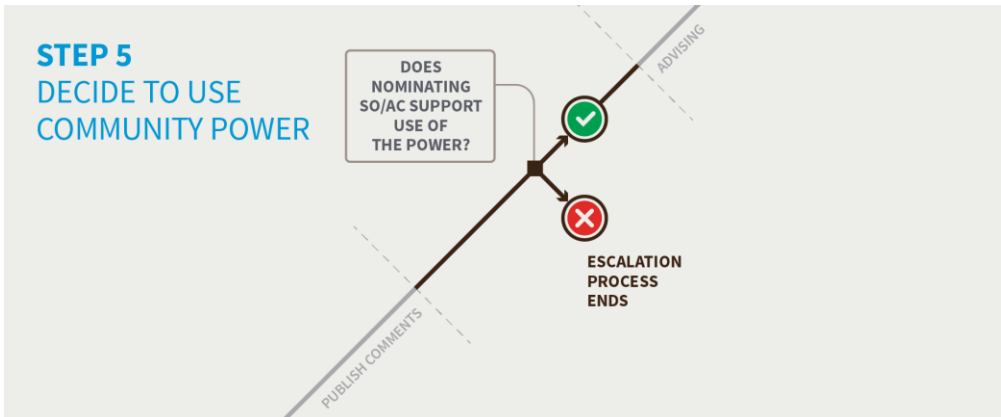 STEP 5
DECIDE TO USE
COMMUNITY POWER
DOES
NOMINATING
SO/AC SUPPORT
USE OF
THE POWER?
ADVISING
ESCALATION
PROCESS
ENDS
PUBLISH COMMENTS